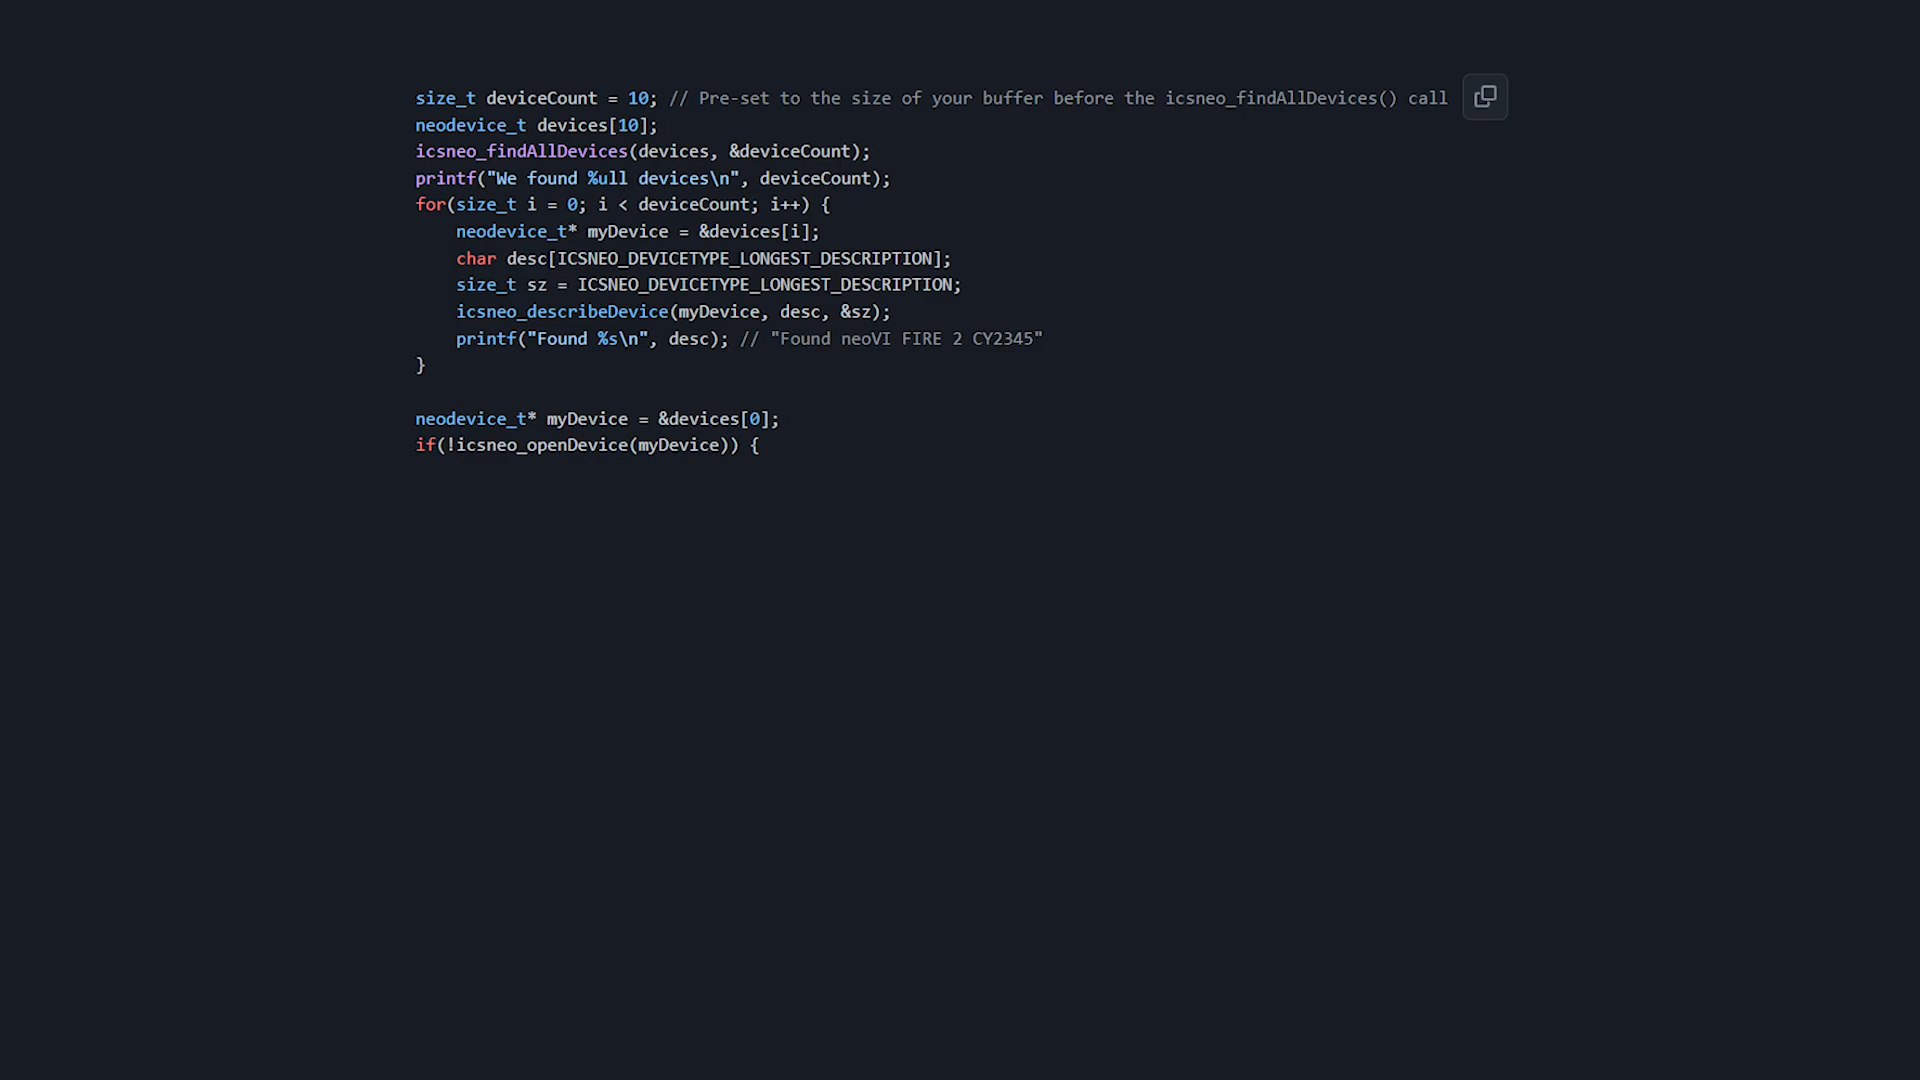 size_t deviceCount = 10; // Pre-set to the size of your buffer before the icsneo_findAllDevices() call
neodevice_t devices[10];
icsneo_findAllDevices(devices, &deviceCount);
printf("We found %ull devices\n", deviceCount);
for(size_t i = 0; i < deviceCount; i++) {
    neodevice_t* myDevice = &devices[i];
    char desc[ICSNEO_DEVICETYPE_LONGEST_DESCRIPTION];
    size_t sz = ICSNEO_DEVICETYPE_LONGEST_DESCRIPTION;
    icsneo_describeDevice(myDevice, desc, &sz);
    printf("Found %s\n", desc); // "Found neoVI FIRE 2 CY2345"
}
neodevice_t* myDevice = &devices[0];
if(!icsneo_openDevice(myDevice)) {